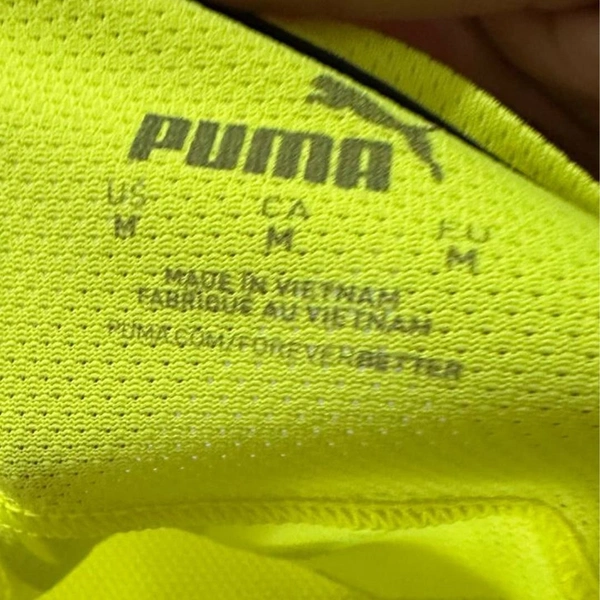 PUMA
US CA EU
M M M
MADE IN VIETNAM
FABRIQUE AU VIETNAM
PUMA.COM/FOREVERBETTER